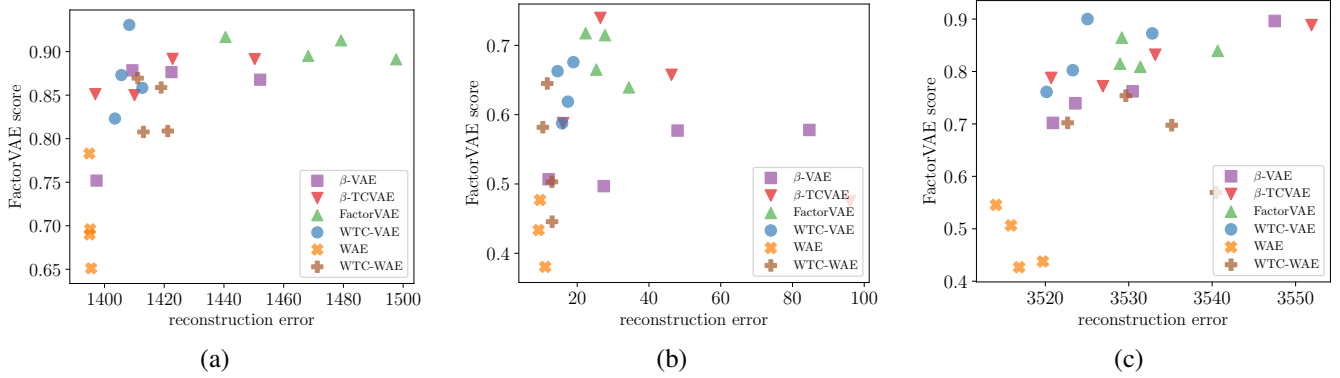 0.90
0.85
0.80
0.75
0.70
0.65
FactorVAE score
β-VAE
β-TCVAE
FactorVAE
WTC-VAE
WAE
WTC-WAE
1400 1420 1440 1460 1480 1500
reconstruction error
(a)
0.7
0.6
0.5
0.4
FactorVAE score
β-VAE
β-TCVAE
FactorVAE
WTC-VAE
WAE
WTC-WAE
20 40 60 80 100
reconstruction error
(b)
0.9
0.8
0.7
0.6
0.5
0.4
FactorVAE score
β-VAE
β-TCVAE
FactorVAE
WTC-VAE
WAE
WTC-WAE
3520 3530 3540 3550
reconstruction error
(c)